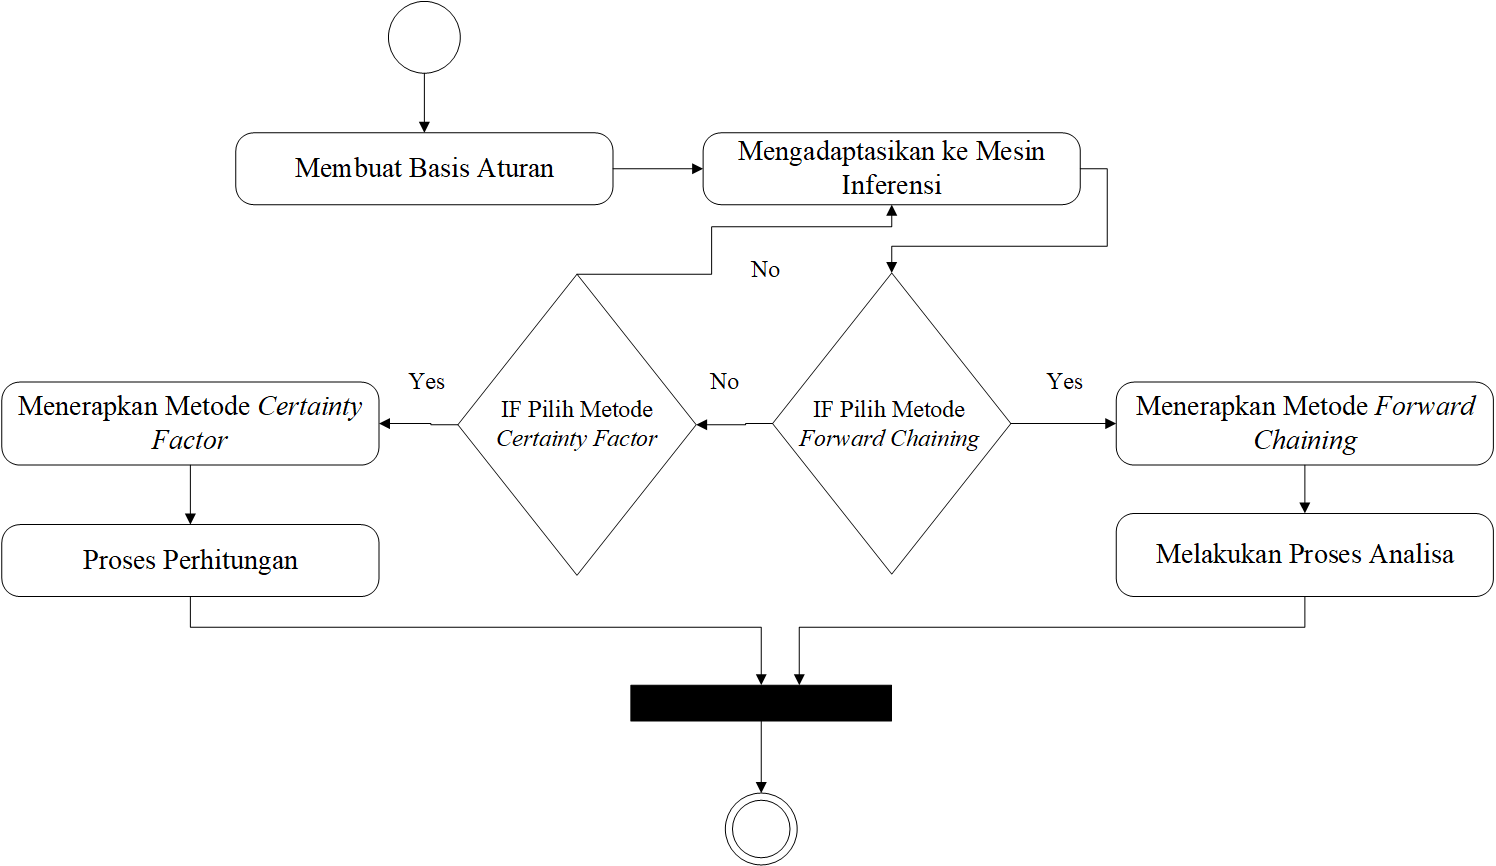 Membuat Basis Aturan
Mengadaptasikan ke Mesin
Inferensi
No
Yes
No
Yes
Menerapkan Metode Certainty
Factor
IF Pilih Metode
Certainty Factor
IF Pilih Metode
Forward Chaining
Menerapkan Metode Forward
Chaining
Proses Perhitungan
Melakukan Proses Analisa